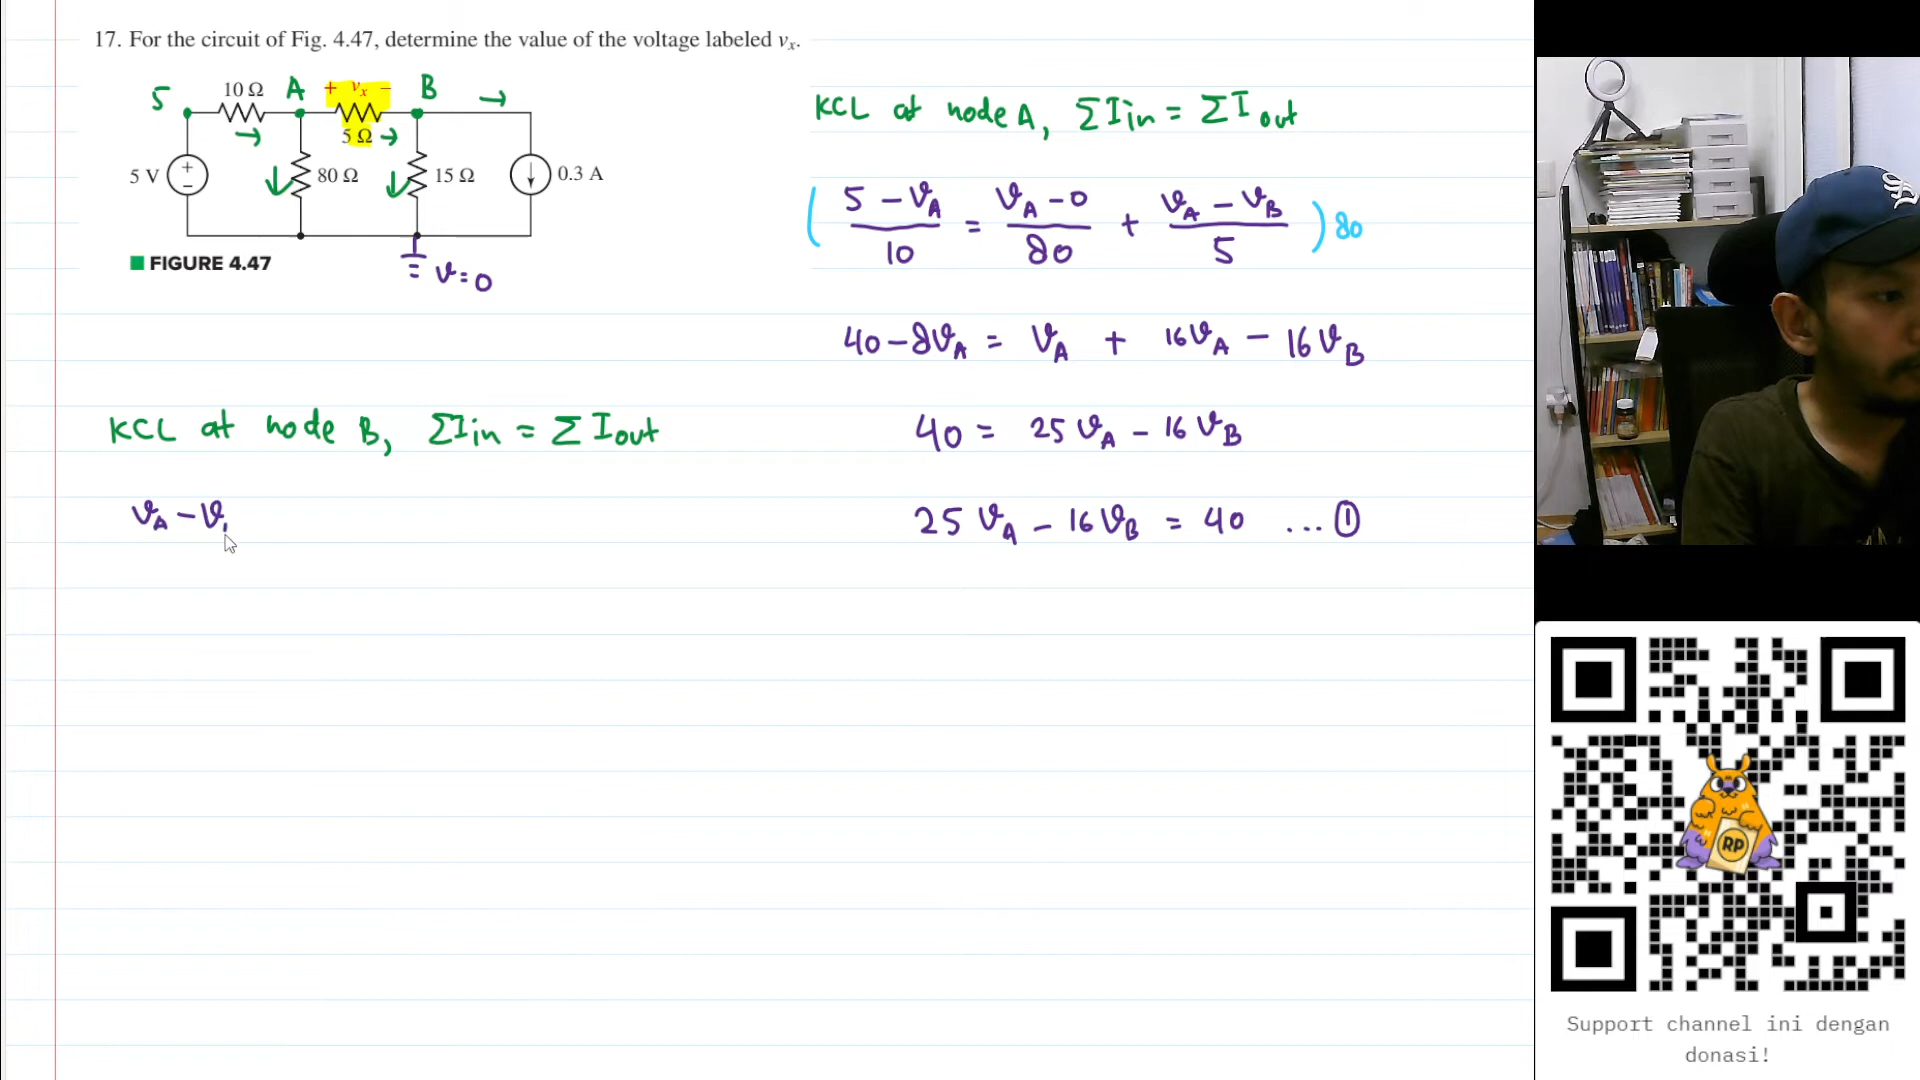 17. For the circuit of Fig. 4.47, determine the value of the voltage labeled vₓ.
5 10 Ω A + vₓ − B
5 Ω
5 V + − 80 Ω 15 Ω 0.3 A
■ FIGURE 4.47
v = 0
KCL at node A, ΣIin = ΣIout
( (5 − vA)/10 = (vA − 0)/80 + (vA − vB)/5 ) 80
40 − 8vA = vA + 16vA − 16vB
40 = 25vA − 16vB
25vA − 16vB = 40 ... ①
KCL at node B, ΣIin = ΣIout
vA − v
RP
Support channel ini dengan
donasi!